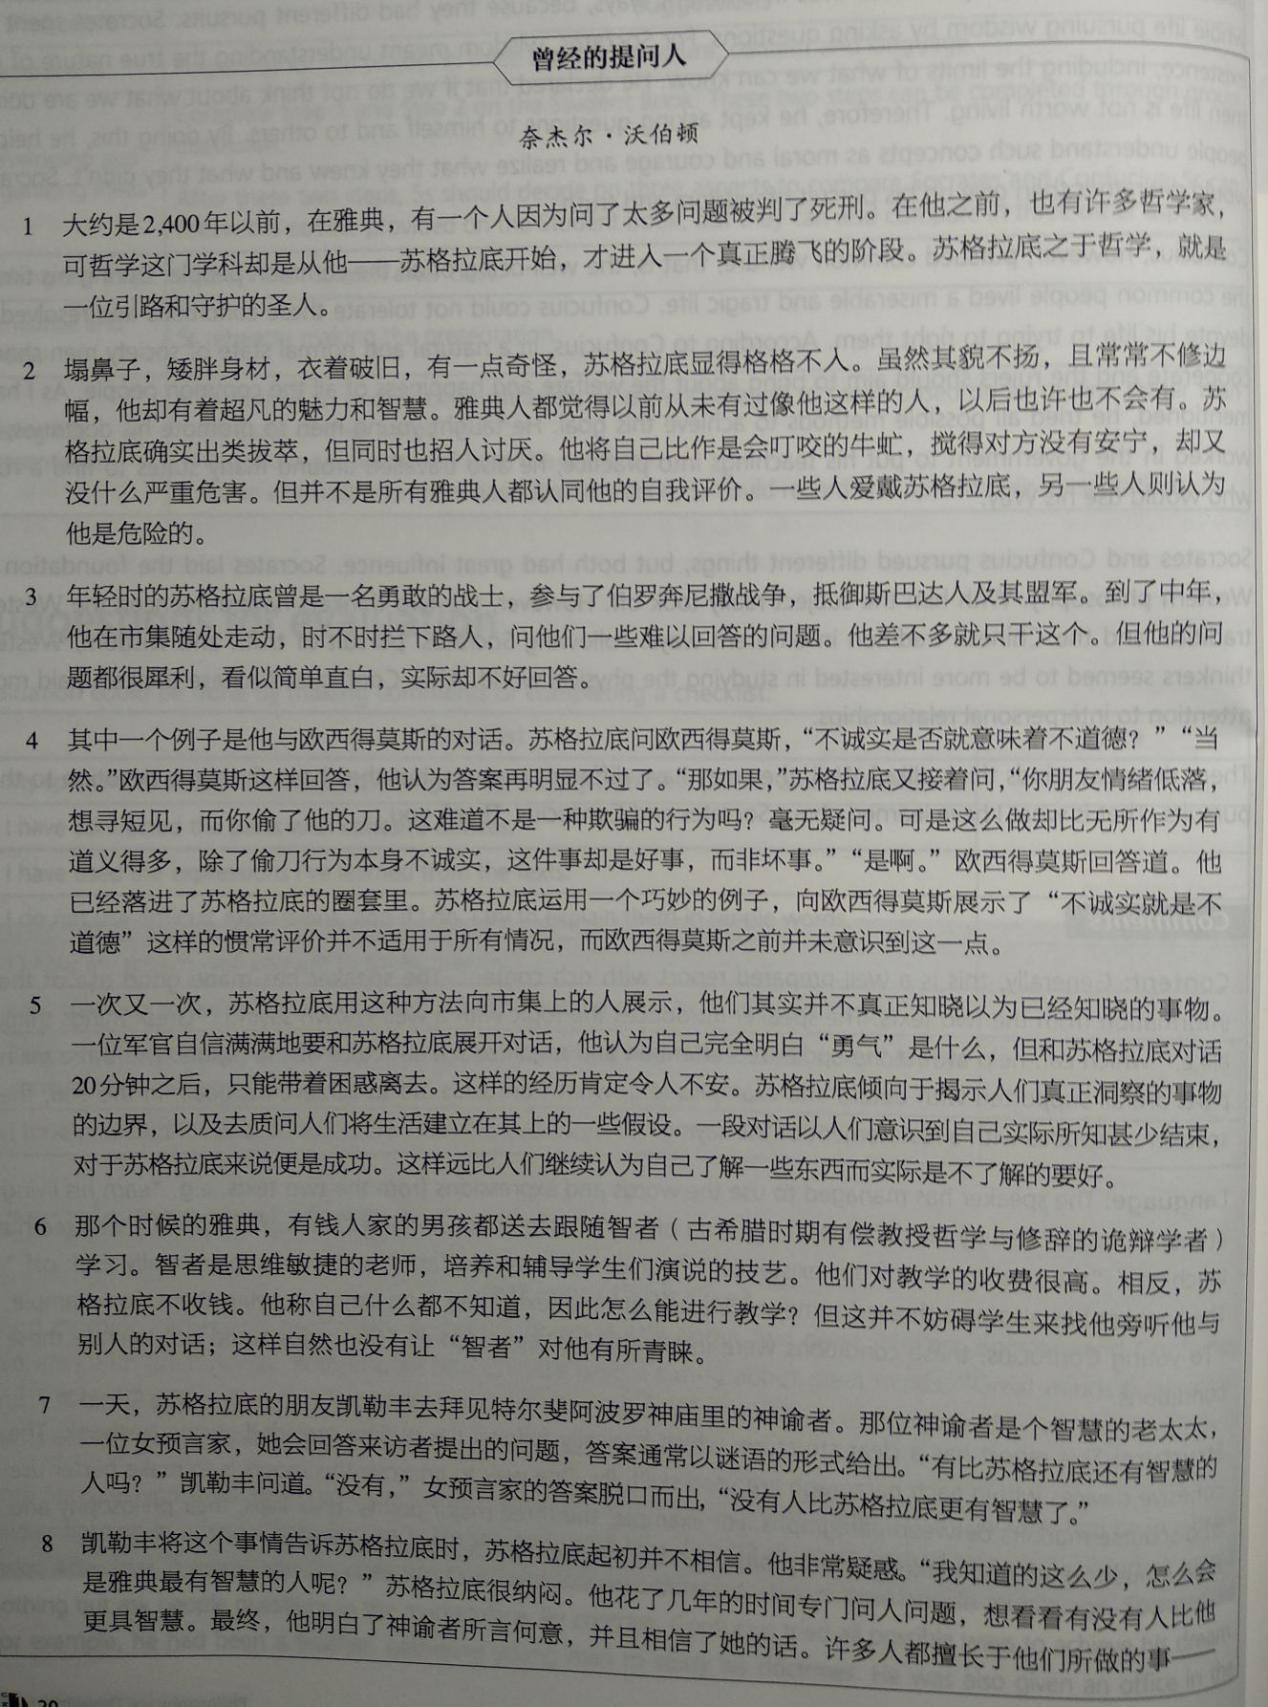 曾经的提问人
奈杰尔·沃伯顿
1 大约是2,400年以前，在雅典，有一个人因为问了太多问题被判了死刑。在他之前，也有许多哲学家，
可哲学这门学科却是从他——苏格拉底开始，才进入一个真正腾飞的阶段。苏格拉底之于哲学，就是
一位引路和守护的圣人。
2 塌鼻子，矮胖身材，衣着破旧，有一点奇怪，苏格拉底显得格格不入。虽然其貌不扬，且常常不修边
幅，他却有着超凡的魅力和智慧。雅典人都觉得以前从未有过像他这样的人，以后也许也不会有。苏
格拉底确实出类拔萃，但同时也招人讨厌。他将自己比作是会叮咬的牛虻，搅得对方没有安宁，却又
没什么严重危害。但并不是所有雅典人都认同他的自我评价。一些人爱戴苏格拉底，另一些人则认为
他是危险的。
3 年轻时的苏格拉底曾是一名勇敢的战士，参与了伯罗奔尼撒战争，抵御斯巴达人及其盟军。到了中年，
他在市集随处走动，时不时拦下路人，问他们一些难以回答的问题。他差不多就只干这个。但他的问
题都很犀利，看似简单直白，实际却不好回答。
4 其中一个例子是他与欧西得莫斯的对话。苏格拉底问欧西得莫斯，“不诚实是否就意味着不道德？”“当
然。”欧西得莫斯这样回答，他认为答案再明显不过了。“那如果，”苏格拉底又接着问，“你朋友情绪低落，
想寻短见，而你偷了他的刀。这难道不是一种欺骗的行为吗？毫无疑问。可是这么做却比无所作为有
道义得多，除了偷刀行为本身不诚实，这件事却是好事，而非坏事。”“是啊。”欧西得莫斯回答道。他
已经落进了苏格拉底的圈套里。苏格拉底运用一个巧妙的例子，向欧西得莫斯展示了“不诚实就是不
道德”这样的惯常评价并不适用于所有情况，而欧西得莫斯之前并未意识到这一点。
5 一次又一次，苏格拉底用这种方法向市集上的人展示，他们其实并不真正知晓以为已经知晓的事物。
一位军官自信满满地要和苏格拉底展开对话，他认为自己完全明白“勇气”是什么，但和苏格拉底对话
20分钟之后，只能带着困惑离去。这样的经历肯定令人不安。苏格拉底倾向于揭示人们真正洞察的事物
的边界，以及去质问人们将生活建立在其上的一些假设。一段对话以人们意识到自己实际所知甚少结束，
对于苏格拉底来说便是成功。这样远比人们继续认为自己了解一些东西而实际是不了解的要好。
6 那个时候的雅典，有钱人家的男孩都送去跟随智者（古希腊时期有偿教授哲学与修辞的诡辩学者）
学习。智者是思维敏捷的老师，培养和辅导学生们演说的技艺。他们对教学的收费很高。相反，苏
格拉底不收钱。他称自己什么都不知道，因此怎么能进行教学？但这并不妨碍学生来找他旁听他与
别人的对话；这样自然也没有让“智者”对他有所青睐。
7 一天，苏格拉底的朋友凯勒丰去拜见特尔斐阿波罗神庙里的神谕者。那位神谕者是个智慧的老太太，
一位女预言家，她会回答来访者提出的问题，答案通常以谜语的形式给出。“有比苏格拉底还有智慧的
人吗？”凯勒丰问道。“没有，”女预言家的答案脱口而出，“没有人比苏格拉底更有智慧了。”
8 凯勒丰将这个事情告诉苏格拉底时，苏格拉底起初并不相信。他非常疑惑。“我知道的这么少，怎么会
是雅典最有智慧的人呢？”苏格拉底很纳闷。他花了几年的时间专门问人问题，想看看有没有人比他
更具智慧。最终，他明白了神谕者所言何意，并且相信了她的话。许多人都擅长于他们所做的事——